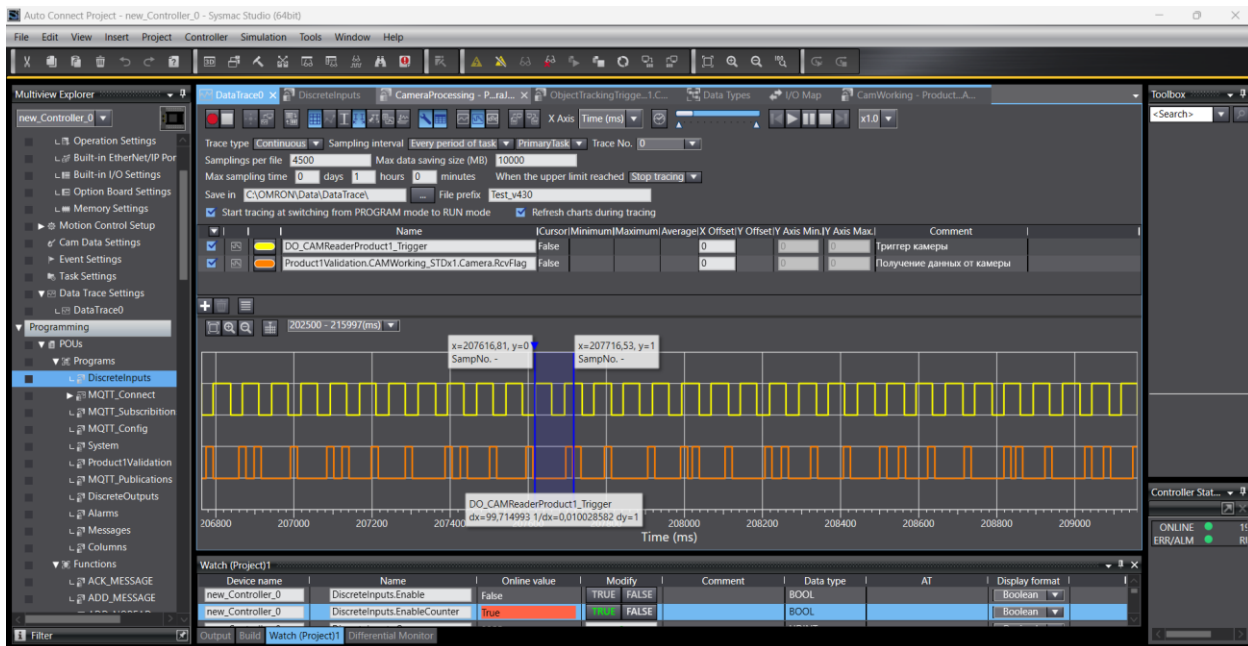 Auto Connect Project - new_Controller_0 - Sysmac Studio (64bit)
File Edit View Insert Project Controller Simulation Tools Window Help
Multiview Explorer
new_Controller_0
Operation Settings
Built-in EtherNet/IP Por
Built-in I/O Settings
Option Board Settings
Memory Settings
Motion Control Setup
Cam Data Settings
Event Settings
Task Settings
Data Trace Settings
DataTrace0
Programming
POUs
Programs
DiscreteInputs
MQTT_Connect
MQTT_Subscribtion
MQTT_Config
System
Product1Validation
MQTT_Publications
DiscreteOutputs
Alarms
Messages
Columns
Functions
ACK_MESSAGE
ADD_MESSAGE
Filter
DataTrace0 DiscreteInputs CameraProcessing - P...raJ... ObjectTrackingTrigge...1.C... Data Types I/O Map CamWorking - Product...A...
X Axis Time (ms) x1.0
Trace type Continuous Sampling interval Every period of task PrimaryTask Trace No. 0
Samplings per file 4500 Max data saving size (MB) 10000
Max sampling time 0 days 1 hours 0 minutes When the upper limit reached Stop tracing
Save in C:\OMRON\Data\DataTrace\ ... File prefix Test_v430
Start tracing at switching from PROGRAM mode to RUN mode Refresh charts during tracing
Name Cursor Minimum Maximum Average X Offset Y Offset Y Axis Min. Y Axis Max. Comment
DO_CAMReaderProduct1_Trigger False 0 0 0 Триггер камеры
Product1Validation.CAMWorking_STDx1.Camera.RcvFlag False 0 0 0 Получение данных от камеры
202500 - 215997(ms)
x=207616,81, y=0 x=207716,53, y=1
SampNo. - SampNo. -
DO_CAMReaderProduct1_Trigger
dx=99,714993 1/dx=0,010028582 dy=1
206800 207000 207200 208000 208200 208400 208600 208800 209000
Time (ms)
Watch (Project)1
Device name Name Online value Modify Comment Data type AT Display format
new_Controller_0 DiscreteInputs.Enable False TRUE FALSE BOOL Boolean
new_Controller_0 DiscreteInputs.EnableCounter True TRUE FALSE BOOL Boolean
Output Build Watch (Project)1 Differential Monitor
Toolbox
<Search>
Controller Stat...
ONLINE
ERR/ALM